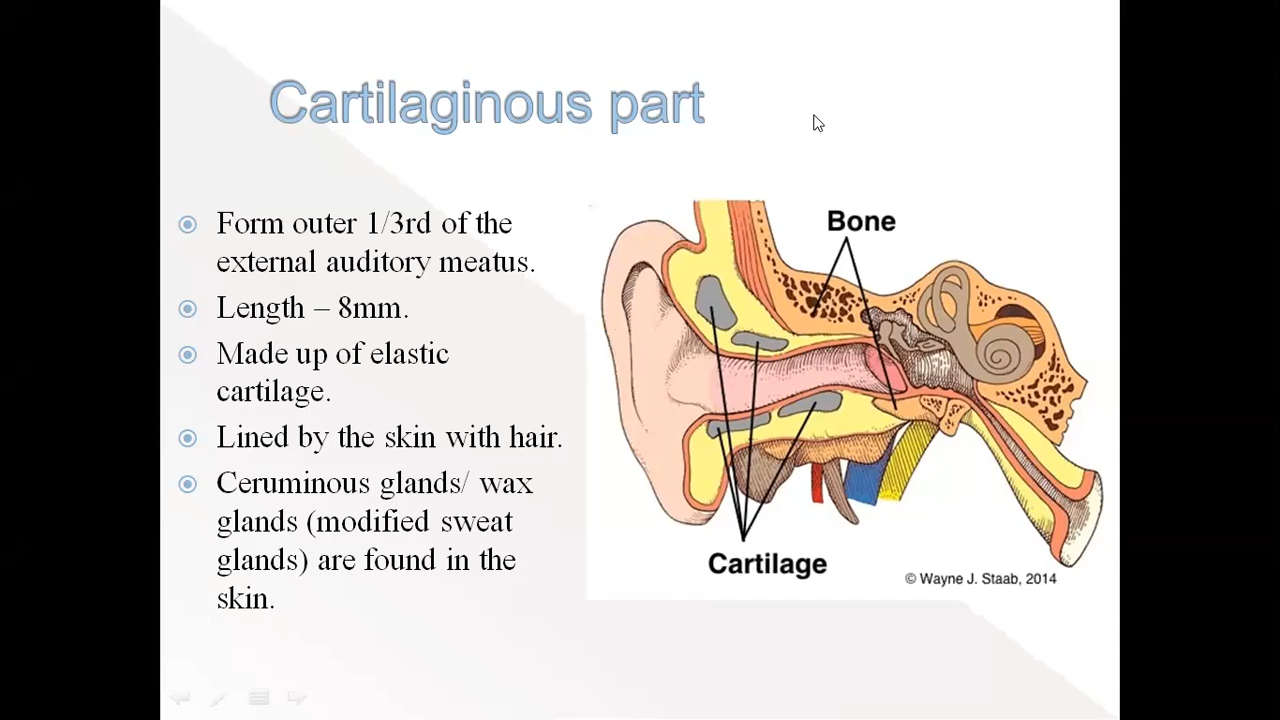 Cartilaginous part
Form outer 1/3rd of the
external auditory meatus.
Length – 8mm.
Made up of elastic
cartilage.
Lined by the skin with hair.
Ceruminous glands/ wax
glands (modified sweat
glands) are found in the
skin.
Bone
Cartilage
© Wayne J. Staab, 2014